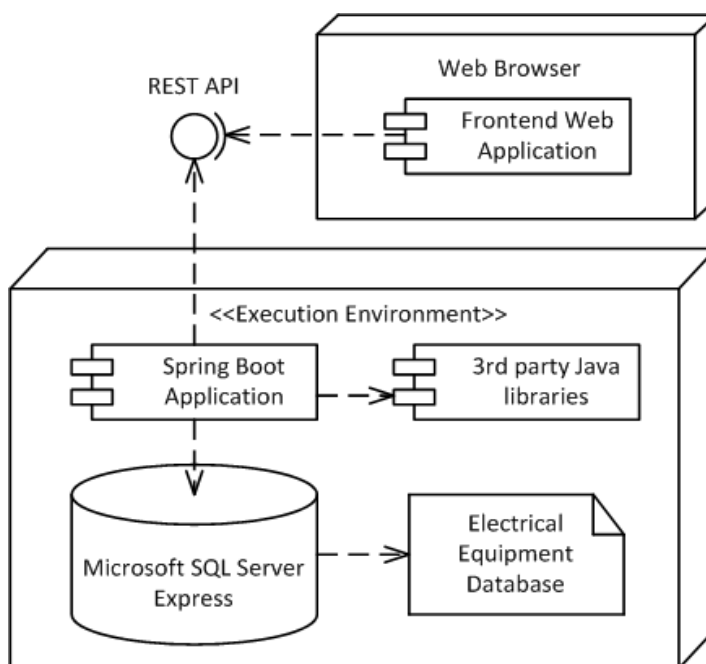 REST API
Web Browser
Frontend Web
Application
<<Execution Environment>>
Spring Boot
Application
3rd party Java
libraries
Microsoft SQL Server
Express
Electrical
Equipment
Database